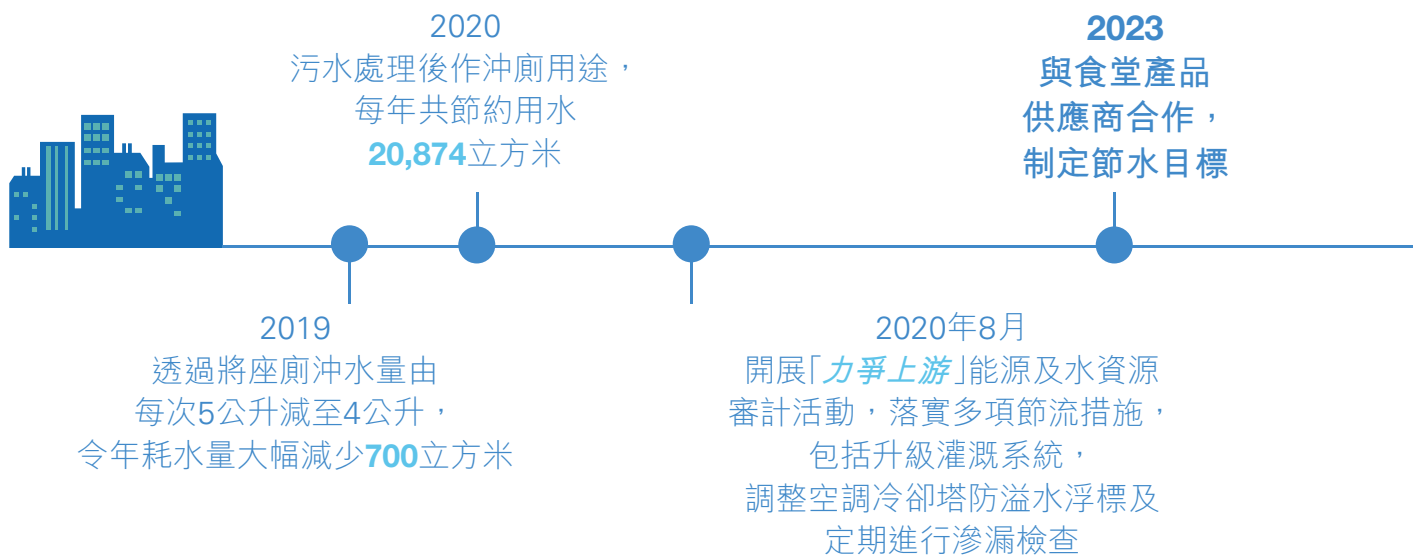 2020
污水處理後作沖廁用途，
每年共節約用水
20,874立方米
2023
與食堂產品
供應商合作，
制定節水目標
2019
透過將座廁沖水量由
每次5公升減至4公升，
令年耗水量大幅減少700立方米
2020年8月
開展「力爭上游」能源及水資源
審計活動，落實多項節流措施，
包括升級灌溉系統，
調整空調冷卻塔防溢水浮標及
定期進行滲漏檢查